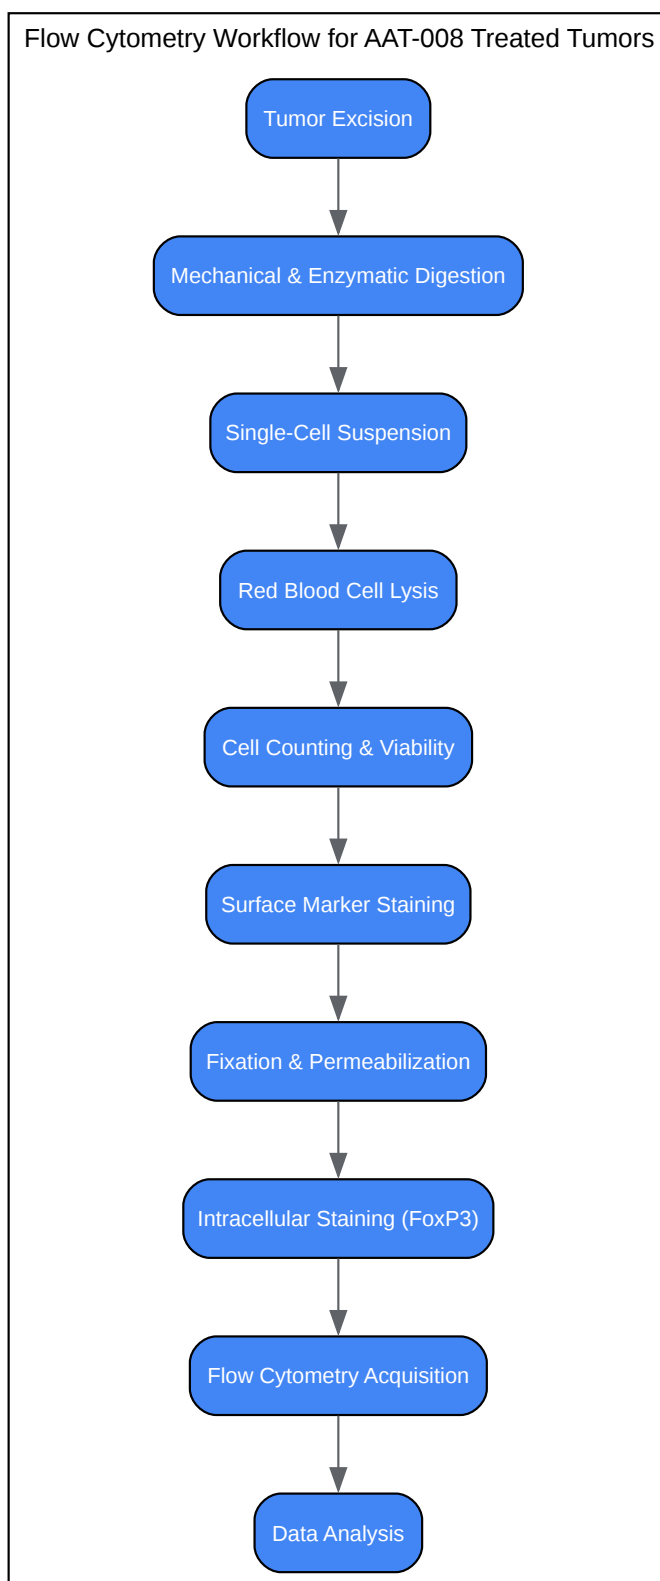 Flow Cytometry Workflow for AAT-008 Treated Tumors
Tumor Excision
Mechanical & Enzymatic Digestion
Single-Cell Suspension
Red Blood Cell Lysis
Cell Counting & Viability
Surface Marker Staining
Fixation & Permeabilization
Intracellular Staining (FoxP3)
Flow Cytometry Acquisition
Data Analysis